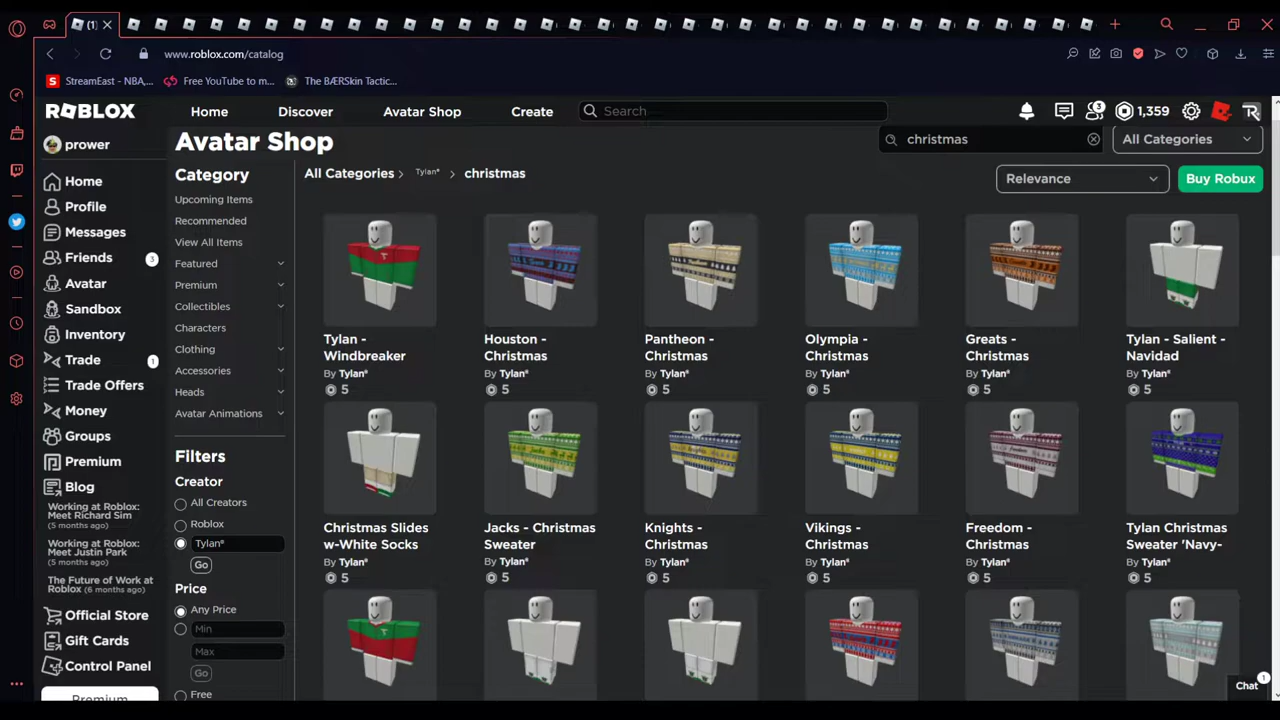 (1)
www.roblox.com/catalog
StreamEast - NBA,...
Free YouTube to m...
The BÆRSkin Tactic...
ROBLOX
Home
Discover
Avatar Shop
Create
Search
3
1,359
prower
Home
Profile
Messages
Friends
3
Avatar
Sandbox
Inventory
Trade
1
Trade Offers
Money
Groups
Premium
Blog
Working at Roblox:
Meet Richard Sim
(5 months ago)
Working at Roblox:
Meet Justin Park
(5 months ago)
The Future of Work at
Roblox (6 months ago)
Official Store
Gift Cards
Control Panel
Premium
Avatar Shop
christmas
All Categories
Category
Upcoming Items
Recommended
View All Items
Featured
Premium
Collectibles
Characters
Clothing
Accessories
Heads
Avatar Animations
Filters
Creator
All Creators
Roblox
Tylan®
Go
Price
Any Price
Min
Max
Go
Free
All Categories > Tylan® > christmas
Relevance
Buy Robux
Tylan -
Windbreaker
By Tylan®
5
Houston -
Christmas
By Tylan®
5
Pantheon -
Christmas
By Tylan®
5
Olympia -
Christmas
By Tylan®
5
Greats -
Christmas
By Tylan®
5
Tylan - Salient -
Navidad
By Tylan®
5
Christmas Slides
w-White Socks
By Tylan®
5
Jacks - Christmas
Sweater
By Tylan®
5
Knights -
Christmas
By Tylan®
5
Vikings -
Christmas
By Tylan®
5
Freedom -
Christmas
By Tylan®
5
Tylan Christmas
Sweater 'Navy-
By Tylan®
5
Chat
1